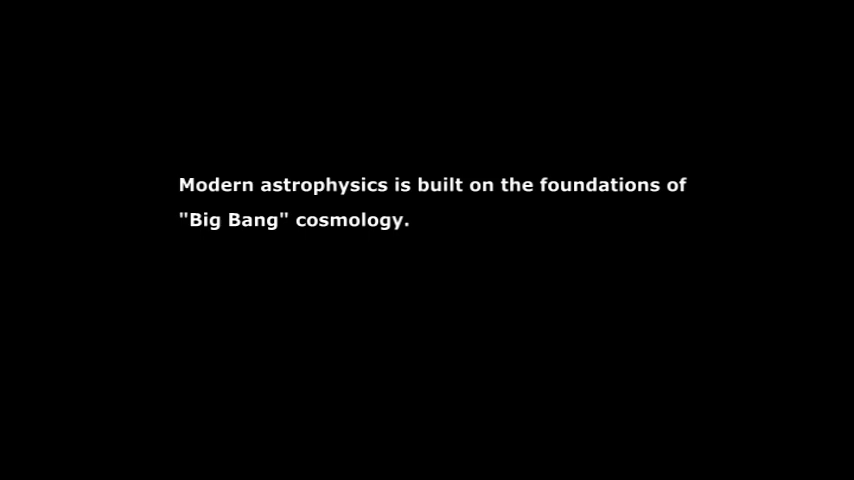 Modern astrophysics is built on the foundations of
"Big Bang" cosmology.